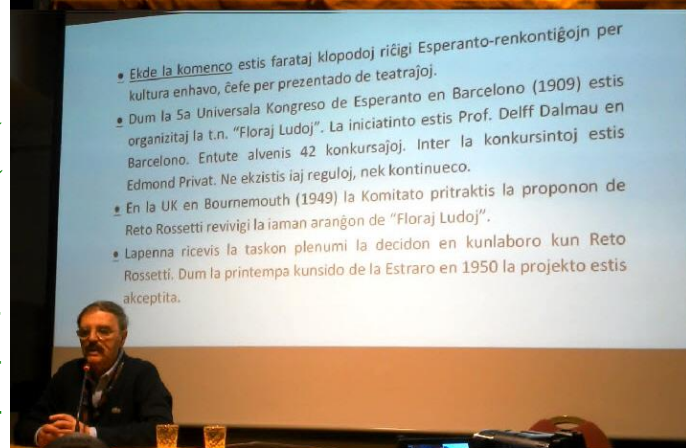 • Ekde la komenco estis farataj klopodoj riĉigi Esperanto-renkontiĝojn per
kultura enhavo, ĉefe per prezentado de teatraĵoj.
• Dum la 5a Universala Kongreso de Esperanto en Barcelono (1909) estis
organizitaj la t.n. "Floraj Ludoj". La iniciatinto estis Prof. Delff Dalmau en
Barcelono. Entute alvenis 42 konkursaĵoj. Inter la konkursintoj estis
Edmond Privat. Ne ekzistis iaj reguloj, nek kontinueco.
• En la UK en Bournemouth (1949) la Komitato pritraktis la proponon de
Reto Rossetti revivigi la iaman aranĝon de "Floraj Ludoj".
• Lapenna ricevis la taskon plenumi la decidon en kunlaboro kun Reto
Rossetti. Dum la printempa kunsido de la Estraro en 1950 la projekto estis
akceptita.